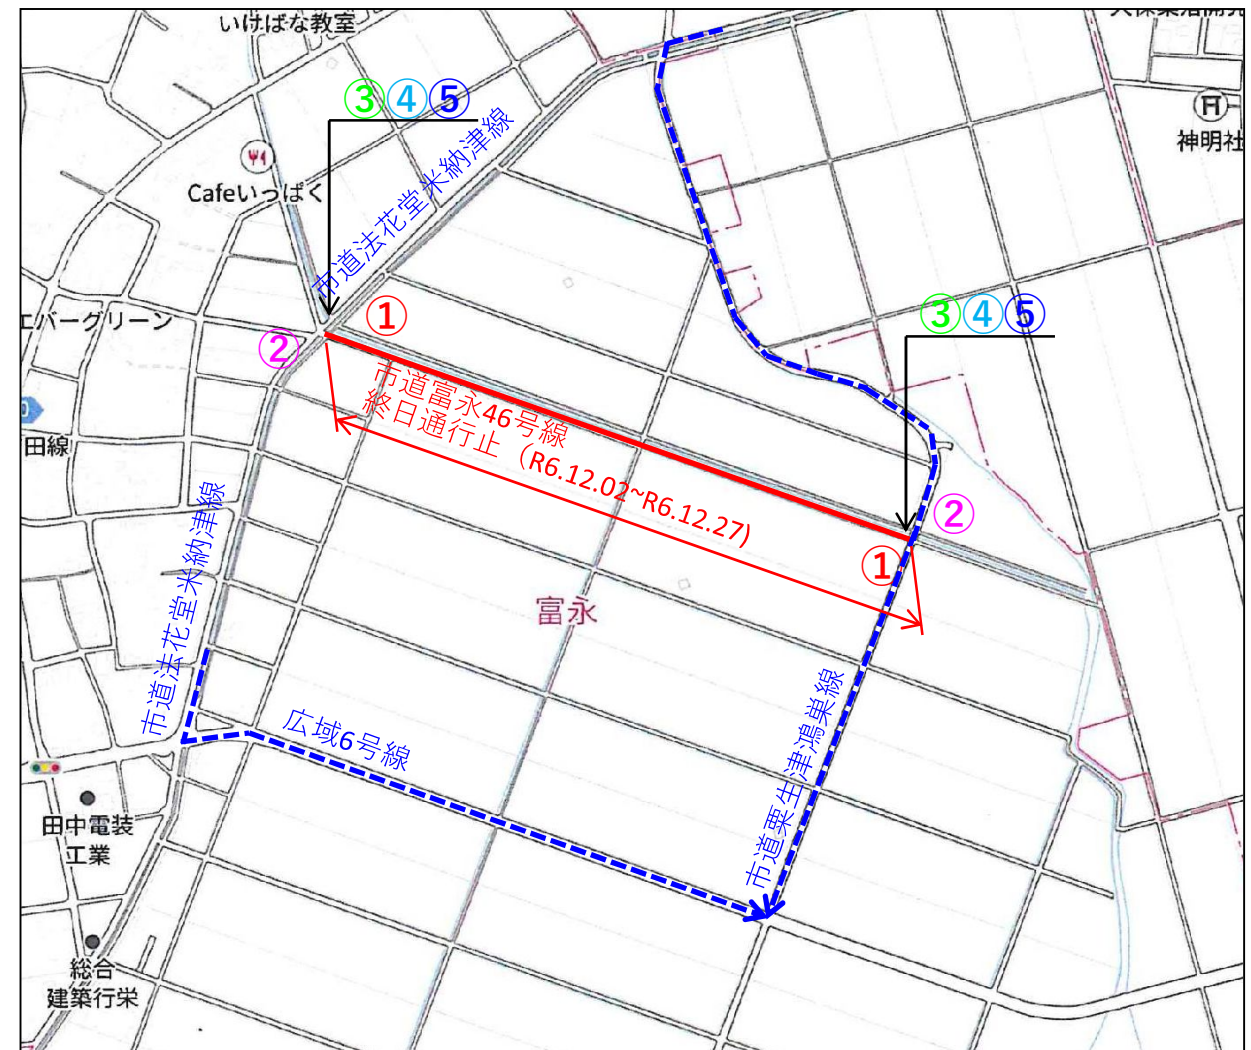 いけばな教室
③④⑤
市道法花堂米納津線
神明社
Cafeいっぱく
エバーグリーン
①
②
③④⑤
市道富永46号線
終日通行止（R6.12.02~R6.12.27)
田線
②
①
市道法花堂米納津線
富永
市道粟生津鴻巣線
広域6号線
田中電装
工業
総合
建築行栄